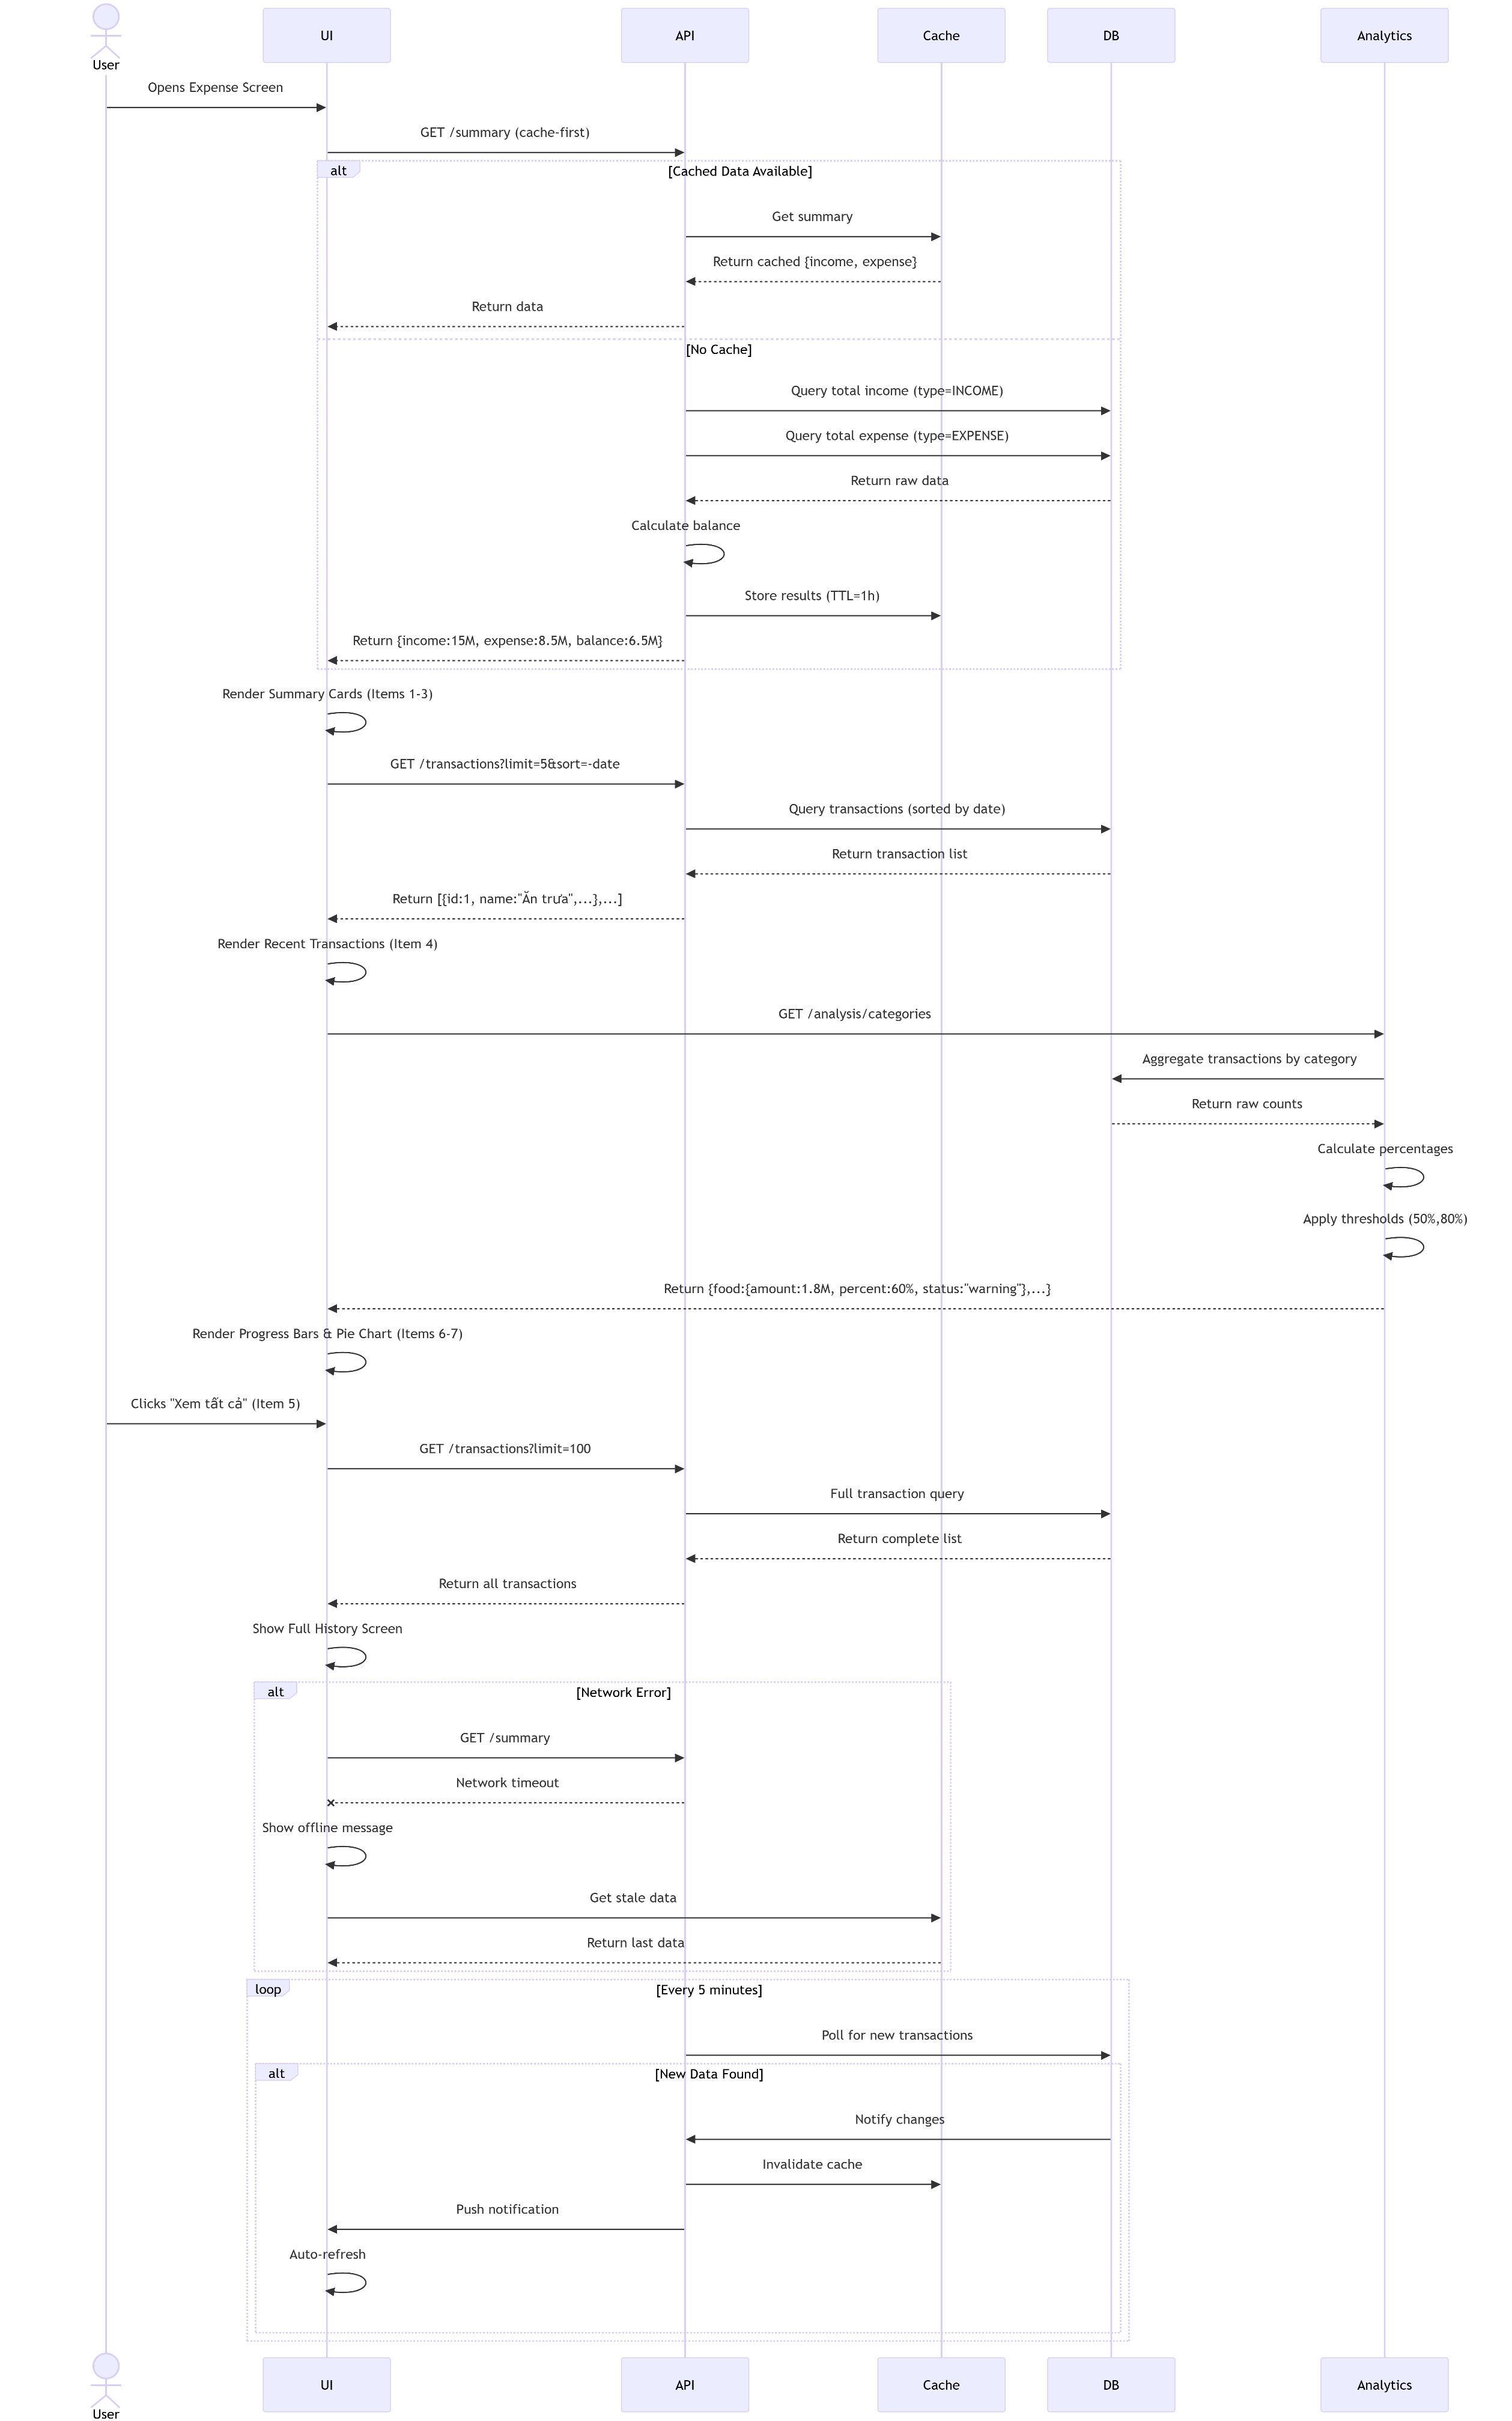 User
UI
API
Cache
DB
Analytics
Opens Expense Screen
GET /summary (cache-first)
alt
[Cached Data Available]
Get summary
Return cached {income, expense}
Return data
[No Cache]
Query total income (type=INCOME)
Query total expense (type=EXPENSE)
Return raw data
Calculate balance
Store results (TTL=1h)
Return {income:15M, expense:8.5M, balance:6.5M}
Render Summary Cards (Items 1-3)
GET /transactions?limit=5&sort=-date
Query transactions (sorted by date)
Return transaction list
Return [{id:1, name:"Ăn trưa",...},...]
Render Recent Transactions (Item 4)
GET /analysis/categories
Aggregate transactions by category
Return raw counts
Calculate percentages
Apply thresholds (50%,80%)
Return {food:{amount:1.8M, percent:60%, status:"warning"},...}
Render Progress Bars & Pie Chart (Items 6-7)
Clicks "Xem tất cả" (Item 5)
GET /transactions?limit=100
Full transaction query
Return complete list
Return all transactions
Show Full History Screen
alt
[Network Error]
GET /summary
Network timeout
Show offline message
Get stale data
Return last data
loop
[Every 5 minutes]
Poll for new transactions
alt
[New Data Found]
Notify changes
Invalidate cache
Push notification
Auto-refresh
User
UI
API
Cache
DB
Analytics